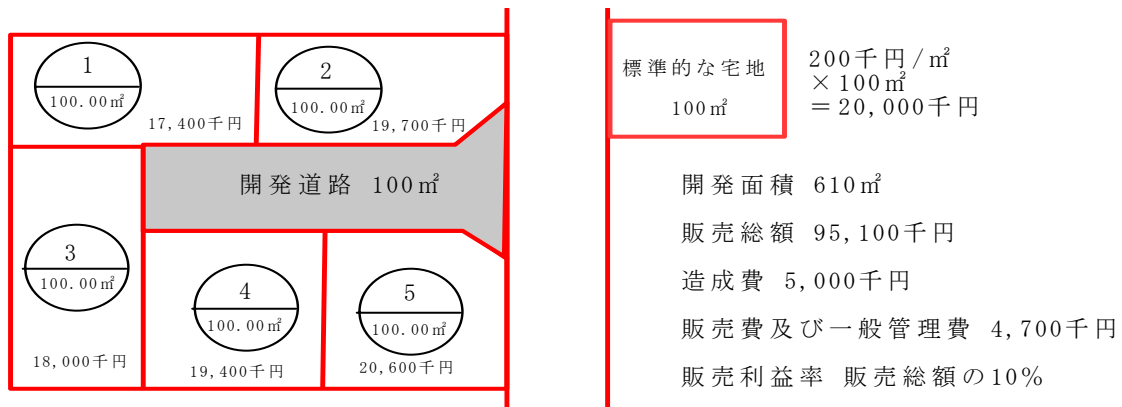 1
100.00㎡
17,400千円
2
100.00㎡
19,700千円
開発道路 100㎡
3
100.00㎡
18,000千円
4
100.00㎡
19,400千円
5
100.00㎡
20,600千円
標準的な宅地
100㎡
200千円/㎡
×100㎡
=20,000千円
開発面積 610㎡
販売総額 95,100千円
造成費 5,000千円
販売費及び一般管理費 4,700千円
販売利益率 販売総額の10%